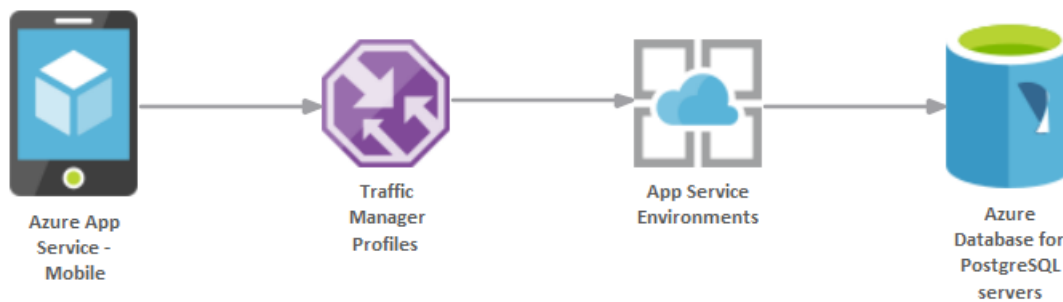 Azure App
Service -
Mobile
Traffic
Manager
Profiles
App Service
Environments
Azure
Database for
PostgreSQL
servers